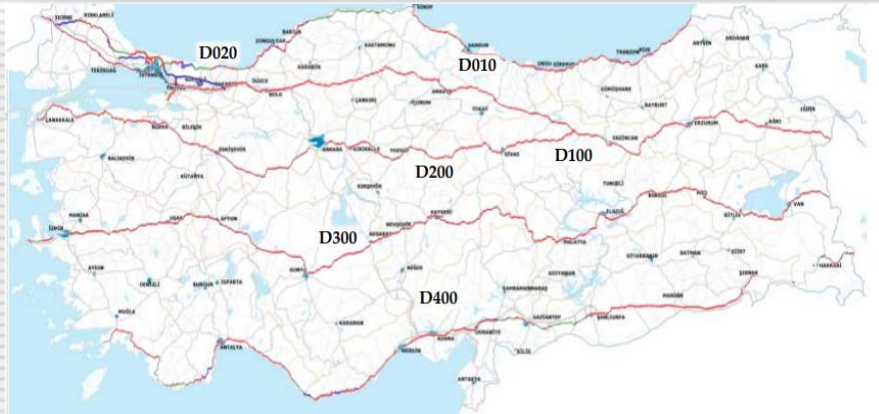 SİNOP
EDİRNE KIRKLARELİ
BARTIN
D020
ZONGULDAK
KASTAMONU
SAMSUN
ARTVİN ARDAHAN
TRABZON RİZE
TEKİRDAĞ
İSTANBUL
KARABÜK
D010
ORDU GİRESUN
KARS
DÜZCE
BOLU
AMASYA
GÜMÜŞHANE
ÇANKIRI
ÇORUM
TOKAT
BAYBURT
IĞDIR
ÇANAKKALE
BURSA
BİLECİK
ERZİNCAN
ERZURUM
AĞRI
ESKİŞEHİR
ANKARA
KIRIKKALE
YOZGAT
SİVAS
D100
BALIKESİR
D200
KÜTAHYA
KIRŞEHİR
TUNCELİ
BİNGÖL
MUŞ
MANİSA
UŞAK
AFYON
NEVŞEHİR
KAYSERİ
ELAZIĞ
BİTLİS
VAN
İZMİR
D300
AKSARAY
MALATYA
DİYARBAKIR
BATMAN
SİİRT
HAKKARİ
AYDIN
DENİZLİ
BURDUR
ISPARTA
KONYA
NİĞDE
ADIYAMAN
ŞIRNAK
KAHRAMANMARAŞ
D400
MARDİN
MUĞLA
KARAMAN
GAZİANTEP
ŞANLIURFA
ANTALYA
MERSİN
ADANA
OSMANİYE
KİLİS
ANTAKYA